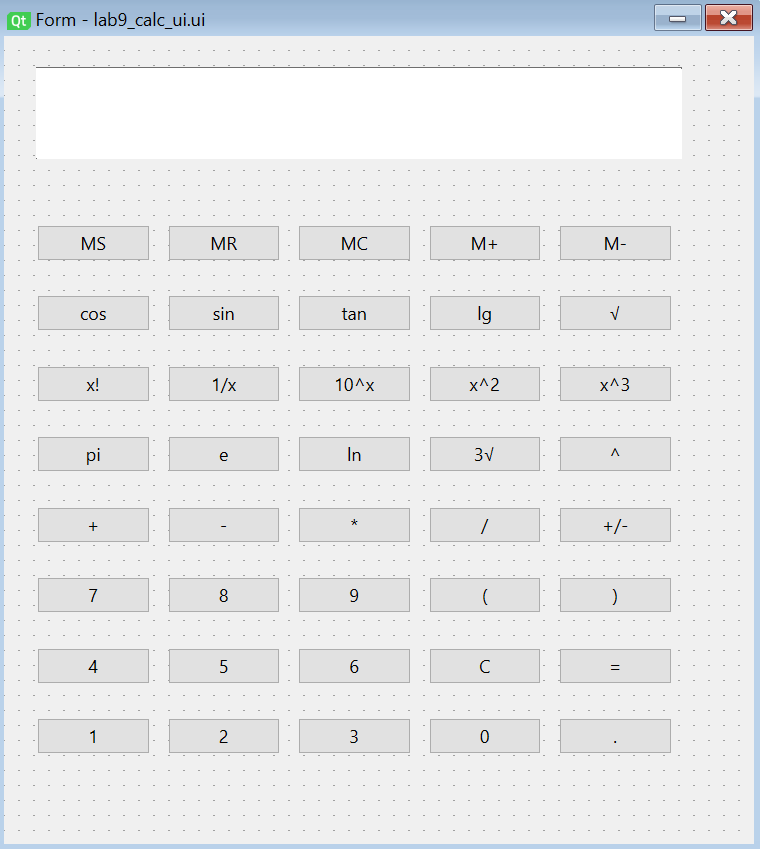 Qt Form - lab9_calc_ui.ui
MS MR MC M+ M-
cos sin tan lg √
x! 1/x 10^x x^2 x^3
pi e ln 3√ ^
+ - * / +/-
7 8 9 ( )
4 5 6 C =
1 2 3 0 .